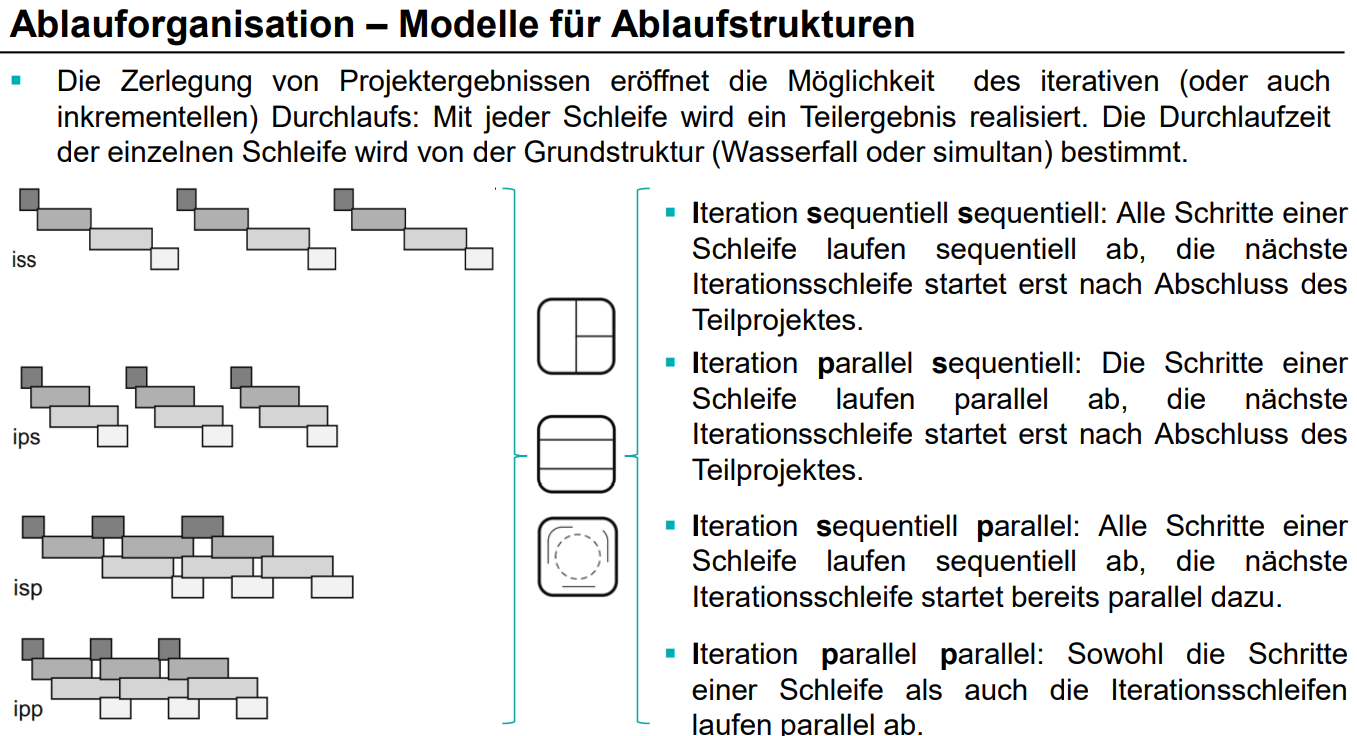 Ablauforganisation – Modelle für Ablaufstrukturen
Die Zerlegung von Projektergebnissen eröffnet die Möglichkeit des iterativen (oder auch
inkrementellen) Durchlaufs: Mit jeder Schleife wird ein Teilergebnis realisiert. Die Durchlaufzeit
der einzelnen Schleife wird von der Grundstruktur (Wasserfall oder simultan) bestimmt.
iss
ips
isp
ipp
Iteration sequentiell sequentiell: Alle Schritte einer
Schleife laufen sequentiell ab, die nächste
Iterationsschleife startet erst nach Abschluss des
Teilprojektes.
Iteration parallel sequentiell: Die Schritte einer
Schleife laufen parallel ab, die nächste
Iterationsschleife startet erst nach Abschluss des
Teilprojektes.
Iteration sequentiell parallel: Alle Schritte einer
Schleife laufen sequentiell ab, die nächste
Iterationsschleife startet bereits parallel dazu.
Iteration parallel parallel: Sowohl die Schritte
einer Schleife als auch die Iterationsschleifen
laufen parallel ab.